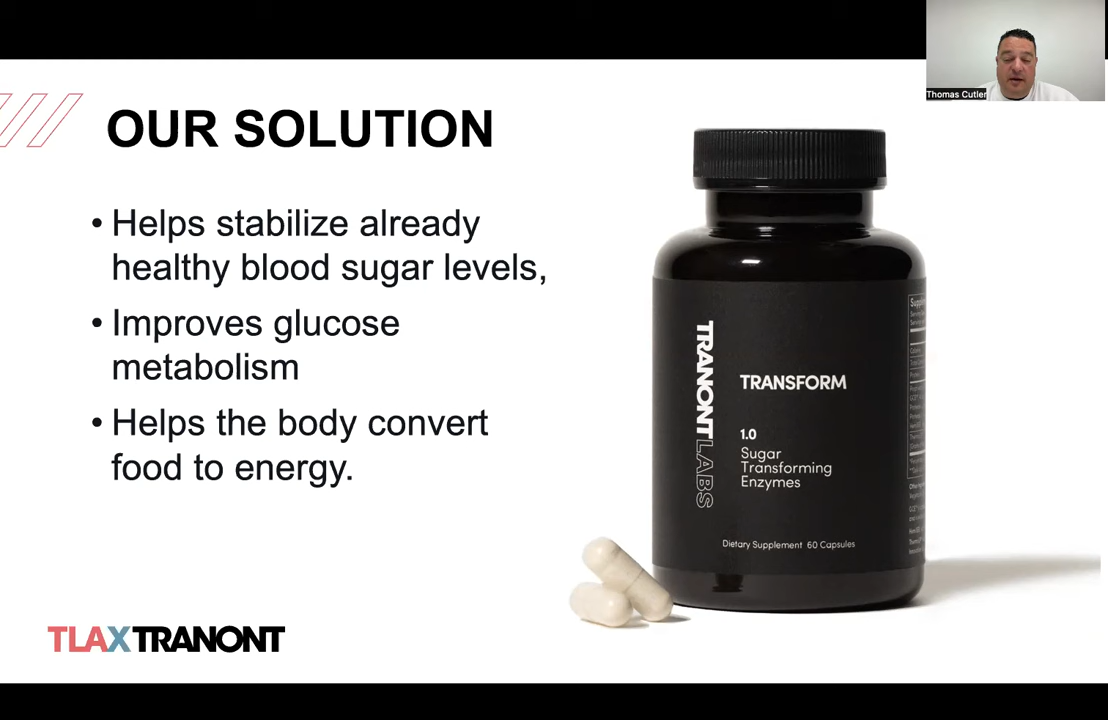 Thomas Cutler
OUR SOLUTION
• Helps stabilize already
healthy blood sugar levels,
• Improves glucose
metabolism
• Helps the body convert
food to energy.
TRANONT LABS
TRANSFORM
1.0
Sugar
Transforming
Enzymes
Dietary Supplement 60 Capsules
TLAXTRANONT